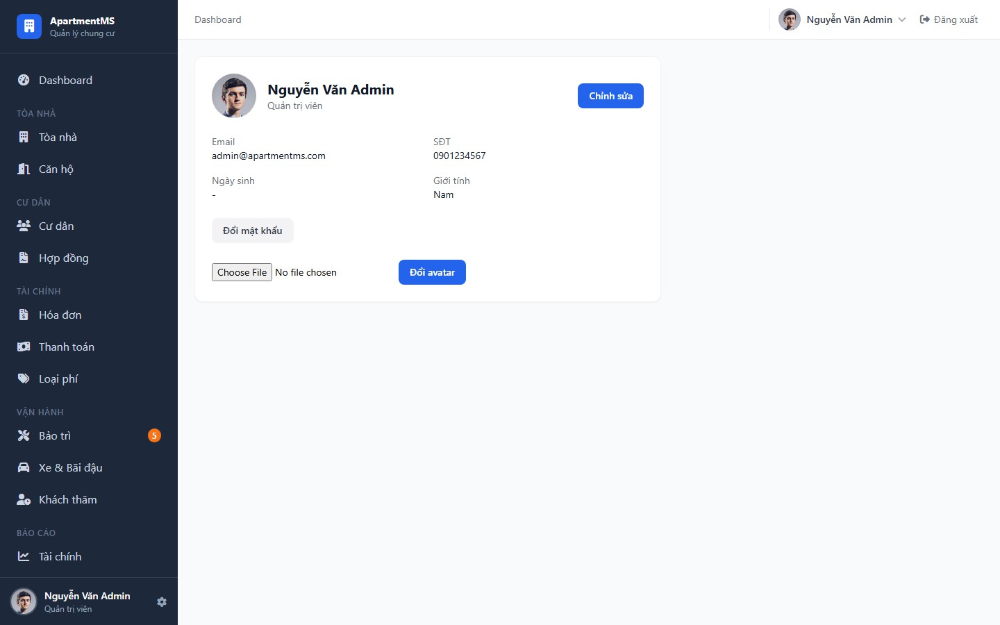 ApartmentMS
Quản lý chung cư
Dashboard
TÒA NHÀ
Tòa nhà
Căn hộ
CƯ DÂN
Cư dân
Hợp đồng
TÀI CHÍNH
Hóa đơn
Thanh toán
Loại phí
VẬN HÀNH
Bảo trì 5
Xe & Bãi đậu
Khách thăm
BÁO CÁO
Tài chính
Nguyễn Văn Admin
Quản trị viên
Dashboard
Nguyễn Văn Admin
Đăng xuất
Nguyễn Văn Admin
Quản trị viên
Chỉnh sửa
Email
admin@apartmentms.com
SĐT
0901234567
Ngày sinh
-
Giới tính
Nam
Đổi mật khẩu
Choose File No file chosen
Đổi avatar